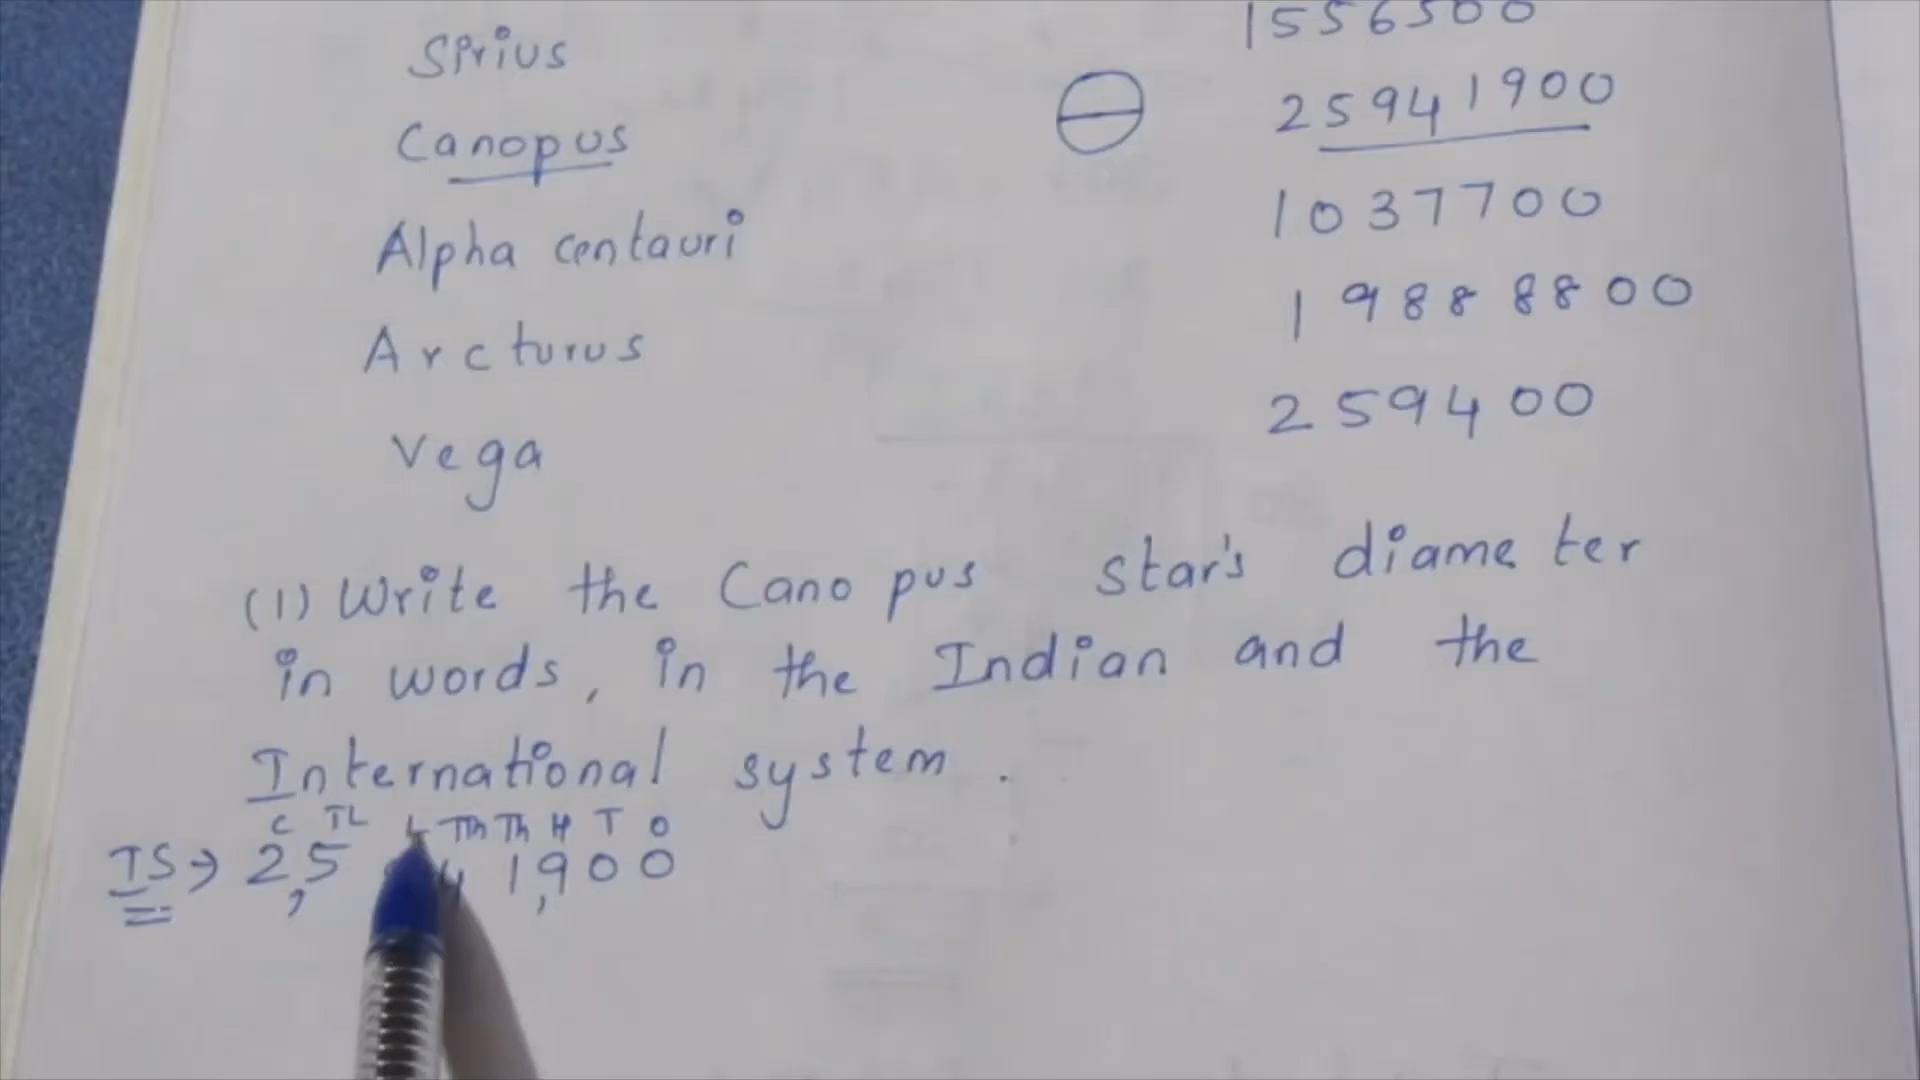 Sirius 1556500
Canopus ⊖ 25941900
Alpha centauri 1037700
Arcturus 19888800
Vega 259400
(1) Write the Canopus star's diameter
in words, in the Indian and the
International system.
C TL L TTh Th H T O
IS → 2,5 4 1,900